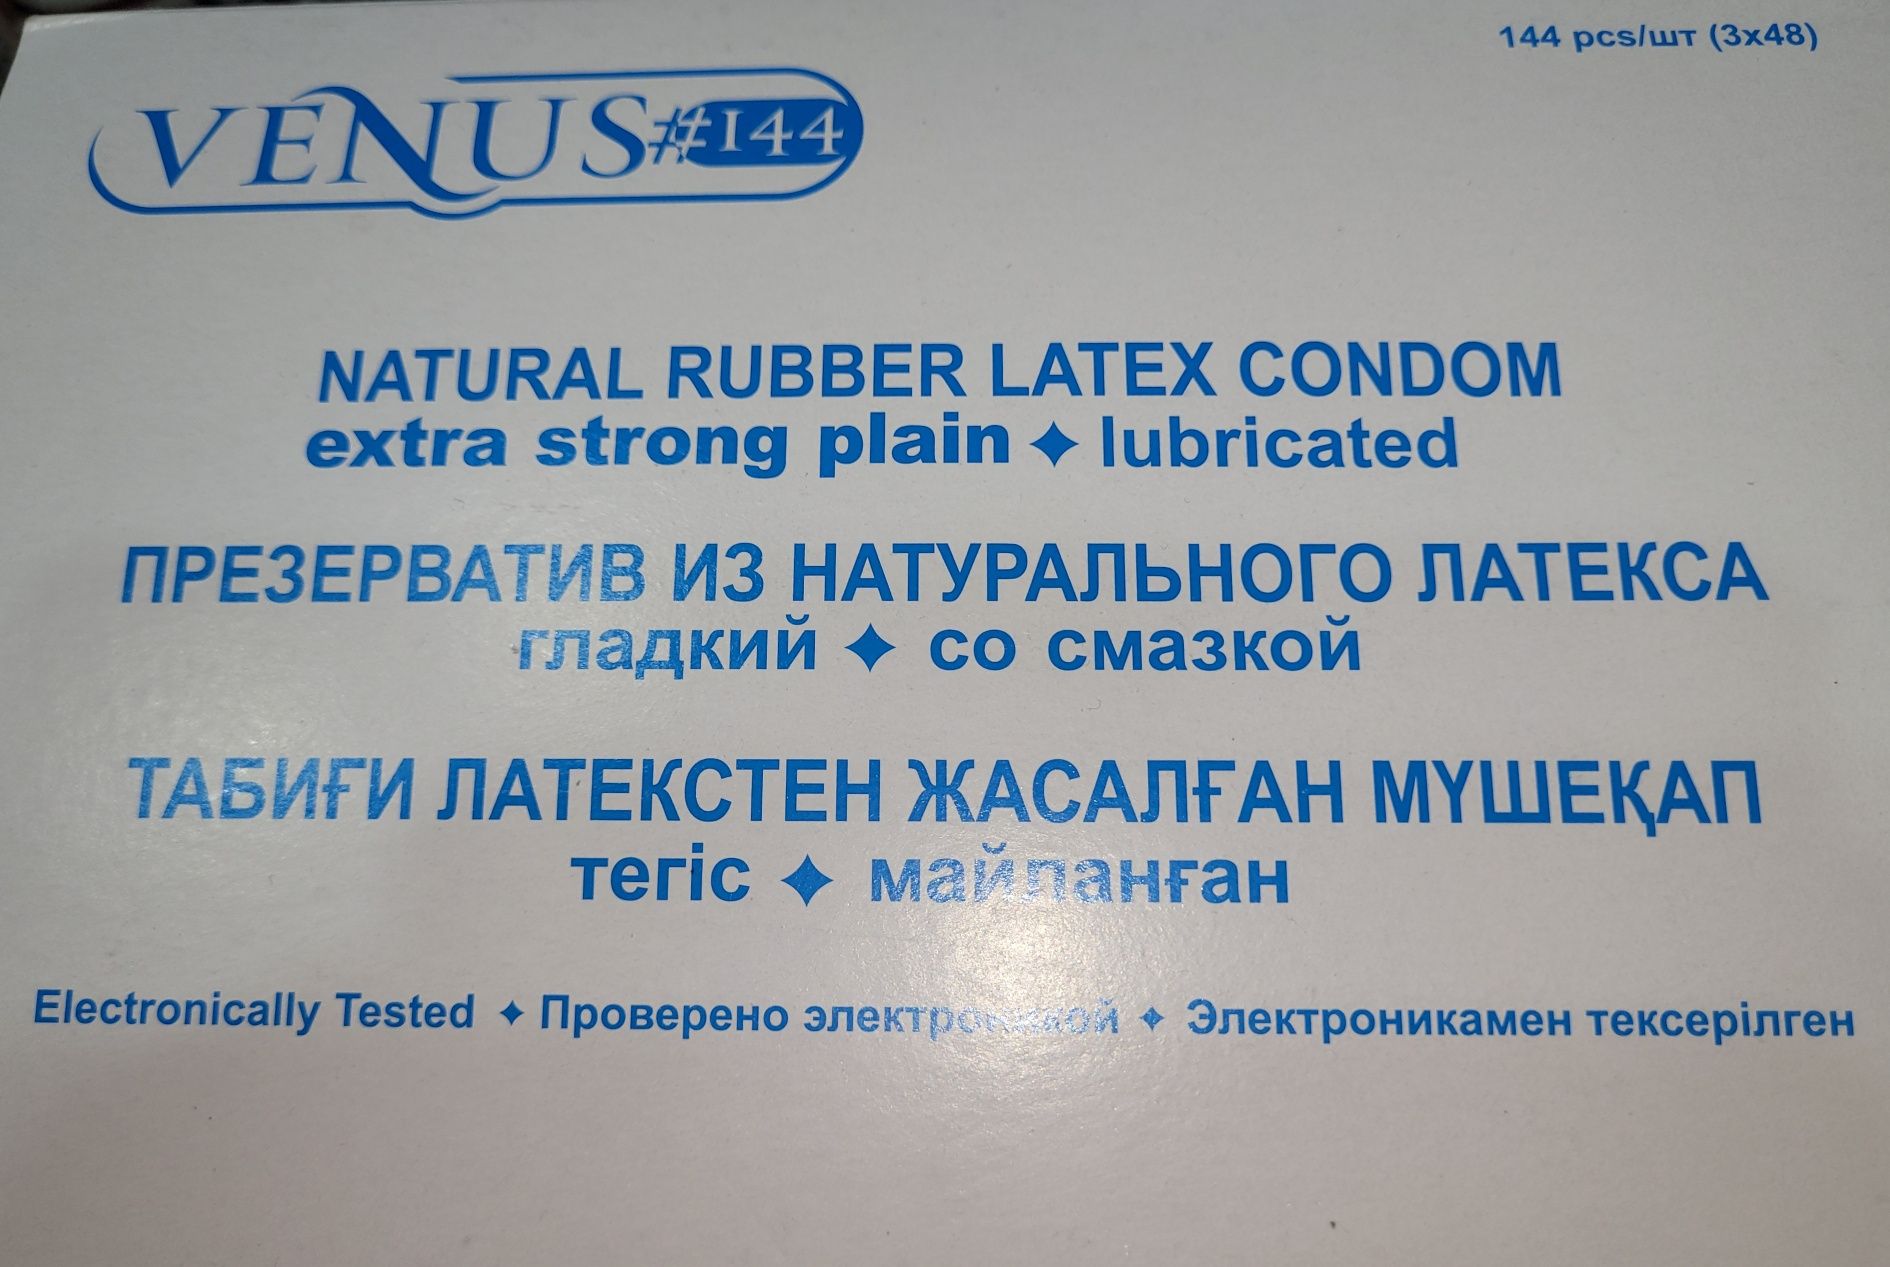 144 pcs/шт (3x48)
VENUS#144
NATURAL RUBBER LATEX CONDOM
extra strong plain ✦ lubricated
ПРЕЗЕРВАТИВ ИЗ НАТУРАЛЬНОГО ЛАТЕКСА
гладкий ✦ со смазкой
ТАБИҒИ ЛАТЕКСТЕН ЖАСАЛҒАН МҮШЕҚАП
тегіс ✦ майланған
Electronically Tested ✦ Проверено электроникой ✦ Электроникамен тексерілген